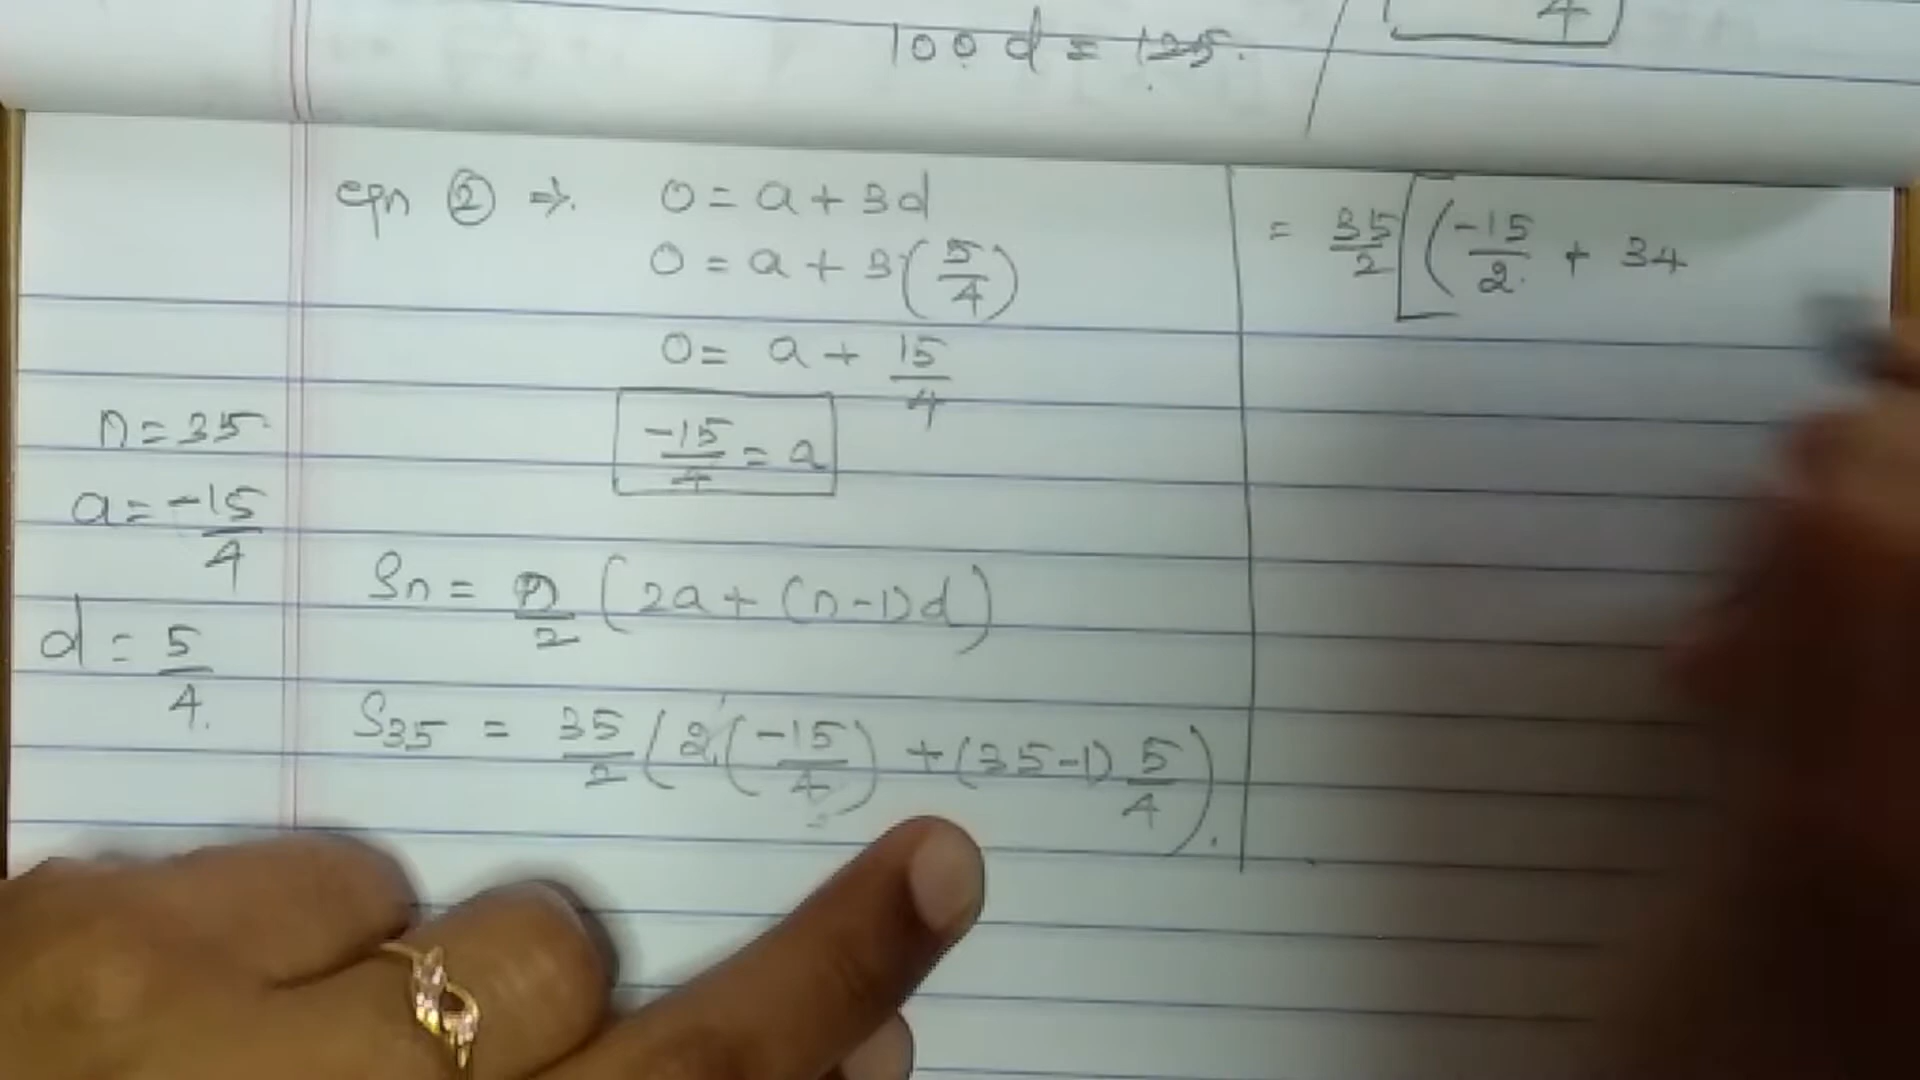 4
100 d = 125.
eqn ② ⇒ 0 = a + 3d
0 = a + 3(5/4)
0 = a + 15/4
-15/4 = a
n = 35
a = -15/4
d = 5/4.
Sn = n/2 (2a + (n-1)d)
S35 = 35/2 (2(-15/4) + (35-1) 5/4).
= 35/2 [(-15/2 + 34